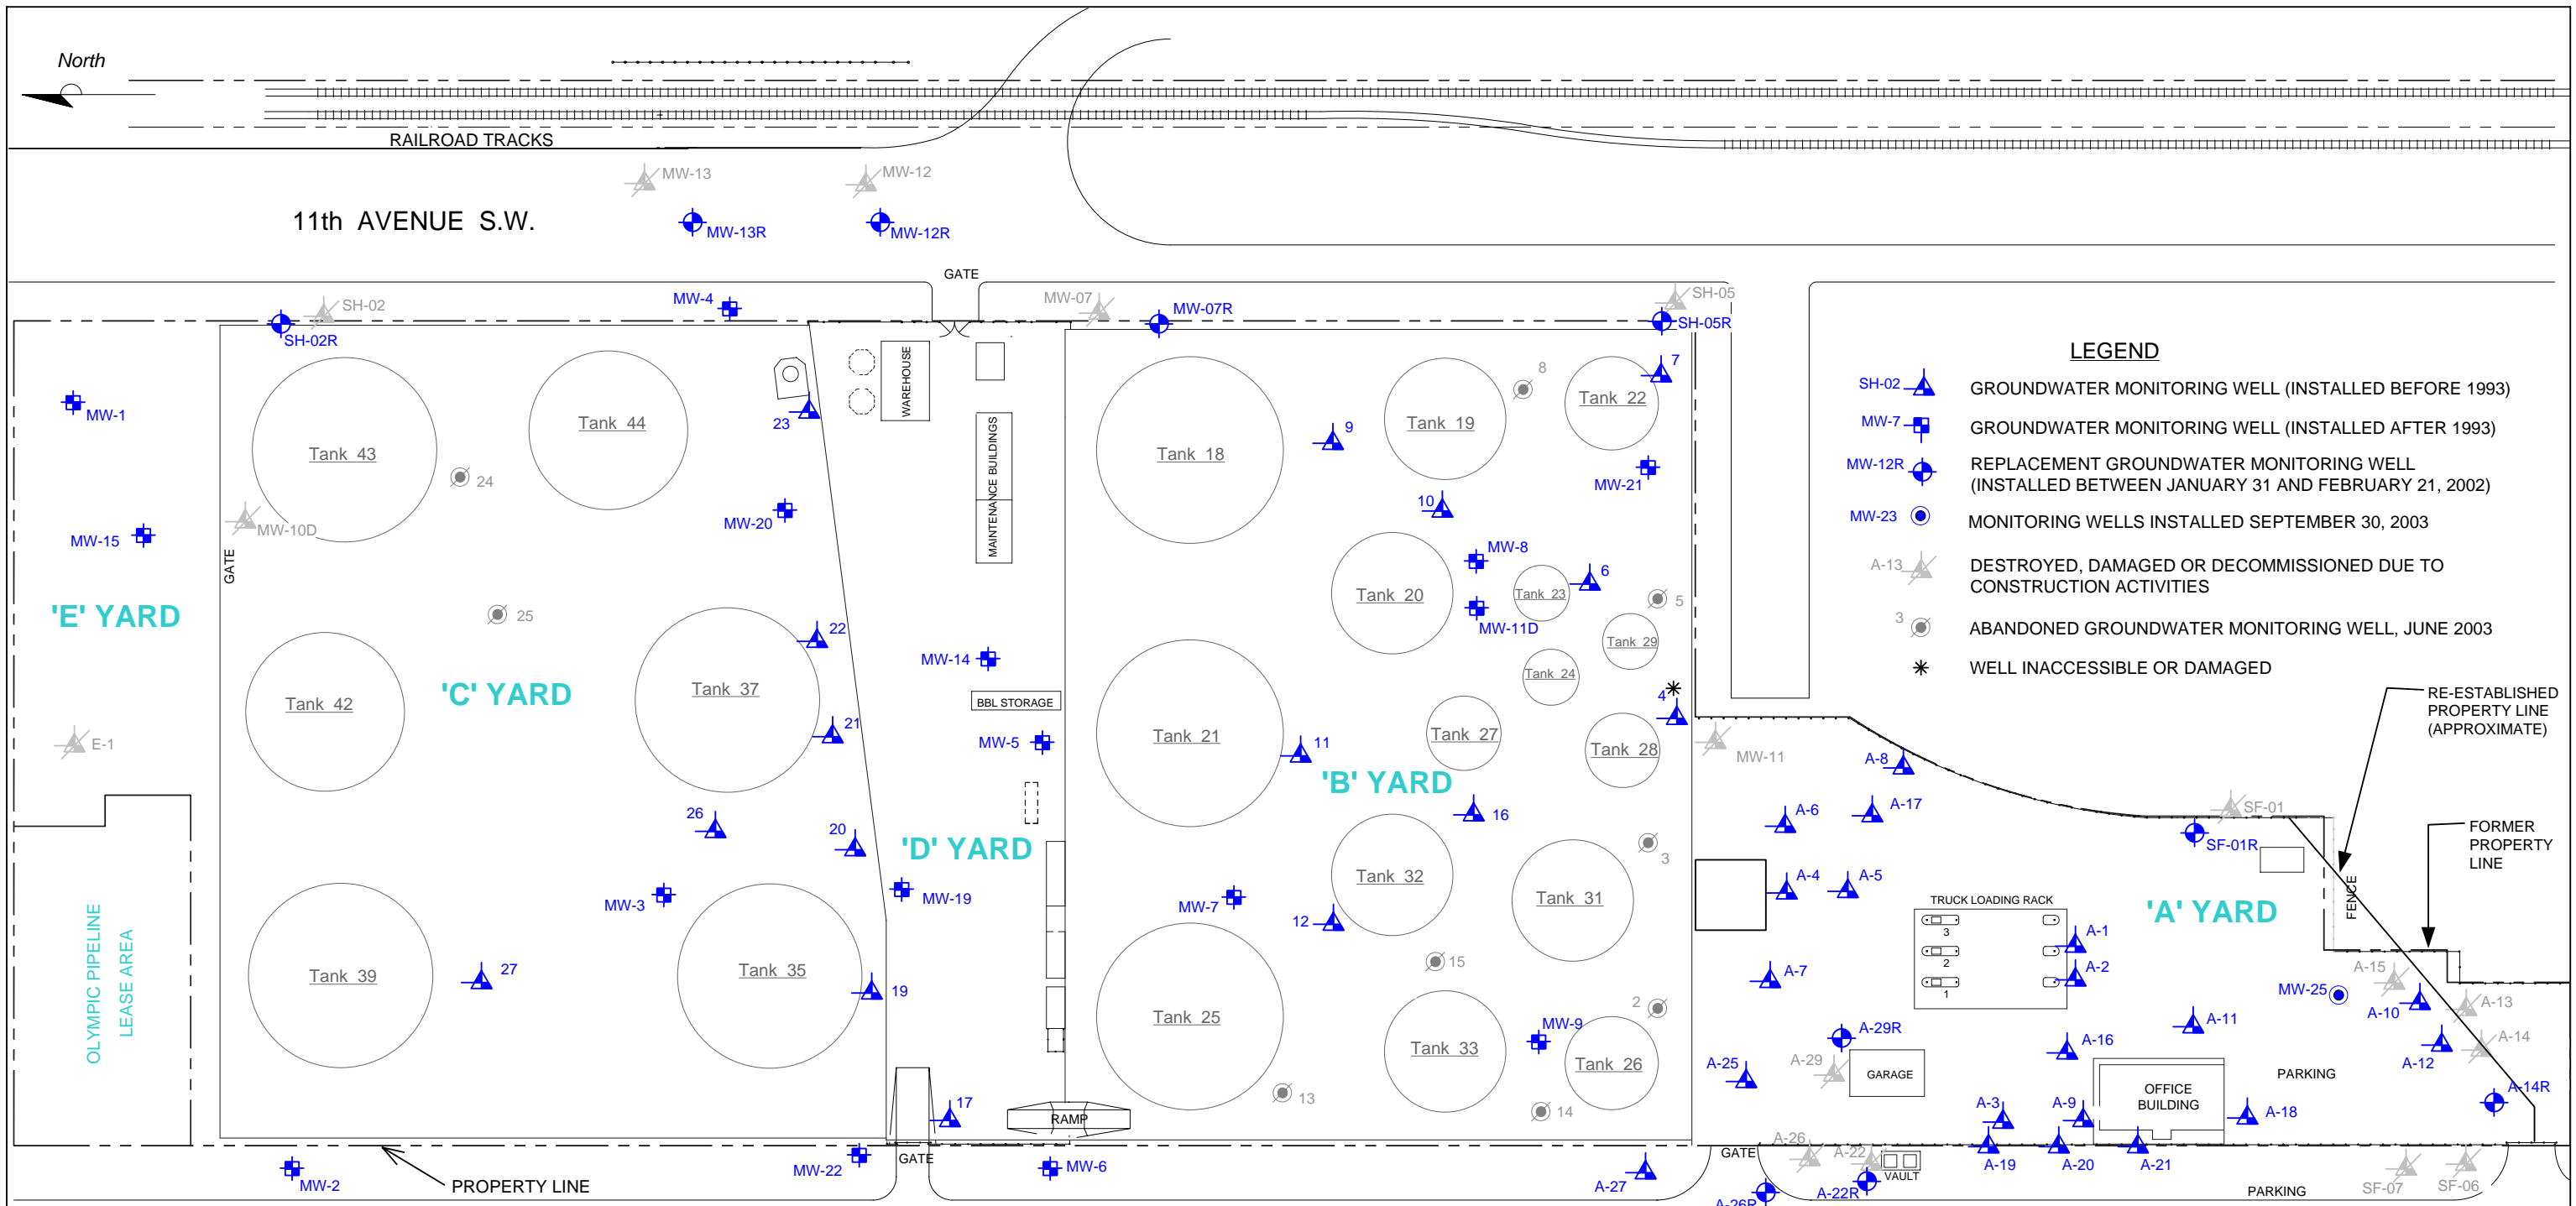 North
RAILROAD TRACKS
MW-13
MW-12
11th AVENUE S.W.
MW-13R
MW-12R
GATE
SH-02
MW-4
MW-07
MW-07R
SH-05
SH-05R
SH-02R
MW-1
23
WAREHOUSE
MAINTENANCE BUILDINGS
Tank 43
Tank 44
24
MW-20
MW-10D
GATE
MW-15
'E' YARD
25
Tank 42
'C' YARD
Tank 37
22
21
MW-14
BBL STORAGE
MW-5
E-1
26
20
'D' YARD
MW-19
MW-3
OLYMPIC PIPELINE
LEASE AREA
Tank 39
27
Tank 35
19
17
RAMP
MW-22
GATE
MW-6
MW-2
PROPERTY LINE
Tank 18
9
Tank 19
8
Tank 22
7
MW-21
10
MW-8
Tank 20
Tank 23
6
5
MW-11D
Tank 29
Tank 24
4
Tank 21
11
Tank 27
Tank 28
'B' YARD
16
3
Tank 32
Tank 31
MW-7
12
15
2
Tank 25
Tank 33
MW-9
Tank 26
13
14
A-27
LEGEND
SH-02
GROUNDWATER MONITORING WELL (INSTALLED BEFORE 1993)
MW-7
GROUNDWATER MONITORING WELL (INSTALLED AFTER 1993)
MW-12R
REPLACEMENT GROUNDWATER MONITORING WELL
(INSTALLED BETWEEN JANUARY 31 AND FEBRUARY 21, 2002)
MW-23
MONITORING WELLS INSTALLED SEPTEMBER 30, 2003
A-13
DESTROYED, DAMAGED OR DECOMMISSIONED DUE TO
CONSTRUCTION ACTIVITIES
3
ABANDONED GROUNDWATER MONITORING WELL, JUNE 2003
WELL INACCESSIBLE OR DAMAGED
RE-ESTABLISHED
PROPERTY LINE
(APPROXIMATE)
FORMER
PROPERTY
LINE
MW-11
A-8
A-6
A-17
SF-01
SF-01R
A-4
A-5
FENCE
TRUCK LOADING RACK
3
2
1
A-1
A-2
'A' YARD
A-7
A-15
MW-25
A-10
A-13
A-11
A-29R
A-16
A-12
A-14
A-25
A-29
GARAGE
OFFICE
BUILDING
PARKING
A-14R
A-3
A-9
A-18
A-26
A-22
GATE
VAULT
A-19
A-20
A-21
A-26R
A-22R
SF-07
SF-06
PARKING